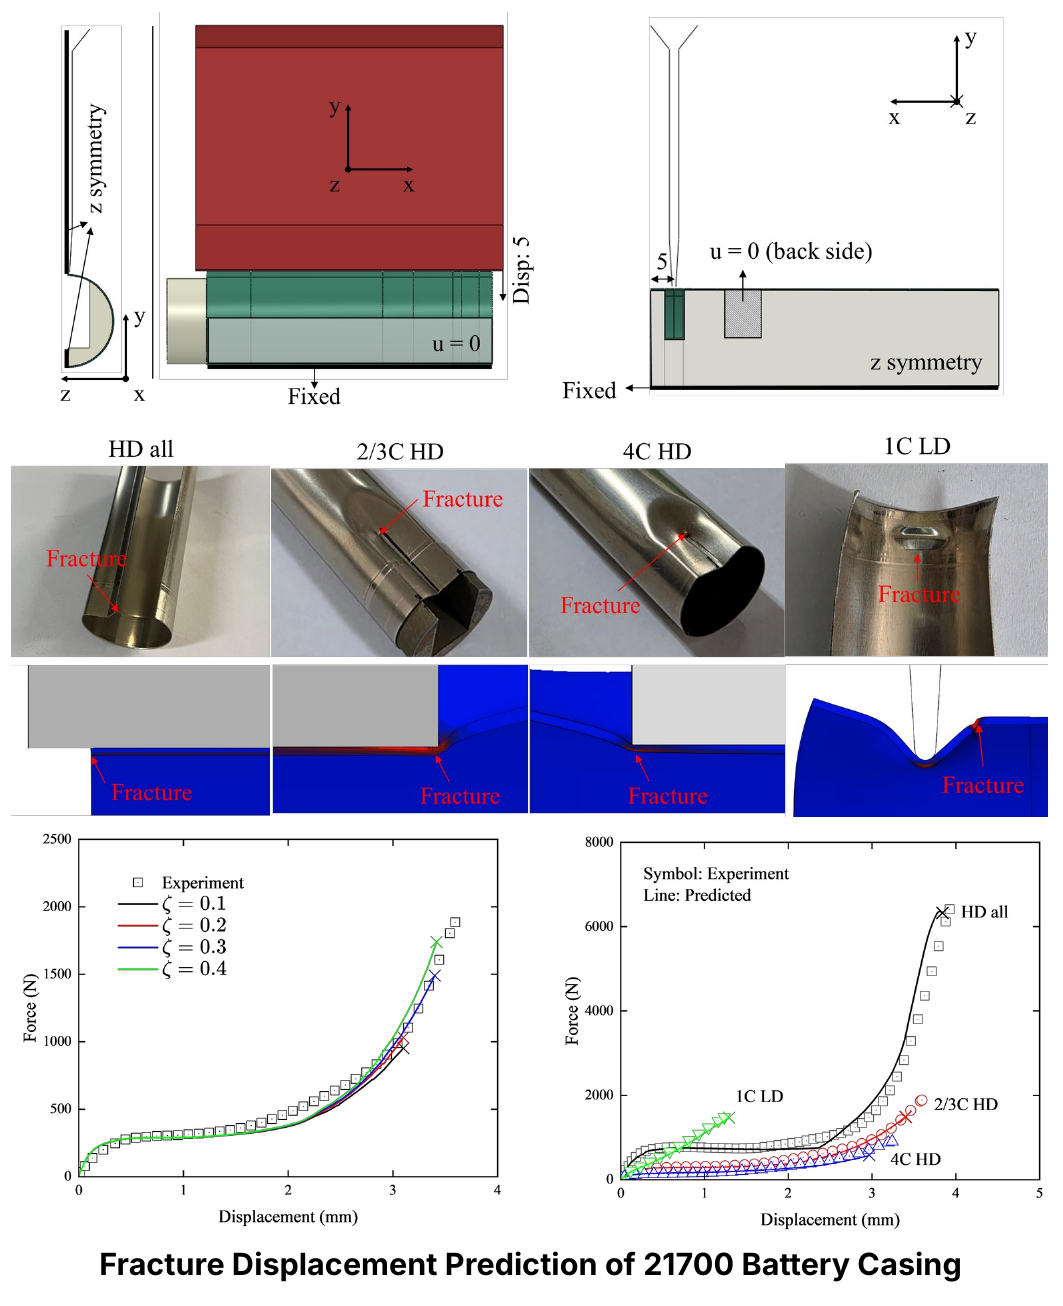 z symmetry
y
z
x
y
z
x
Disp: 5
u = 0
Fixed
y
x
z
u = 0 (back side)
5
z symmetry
Fixed
HD all
2/3C HD
4C HD
1C LD
Fracture
Fracture
Fracture
Fracture
Fracture
Fracture
Fracture
Fracture
2500
2000
1500
1000
500
0
Force (N)
Experiment
ζ = 0.1
ζ = 0.2
ζ = 0.3
ζ = 0.4
0 1 2 3 4
Displacement (mm)
8000
6000
4000
2000
0
Force (N)
Symbol: Experiment
Line: Predicted
HD all
1C LD
2/3C HD
4C HD
0 1 2 3 4 5
Displacement (mm)
Fracture Displacement Prediction of 21700 Battery Casing